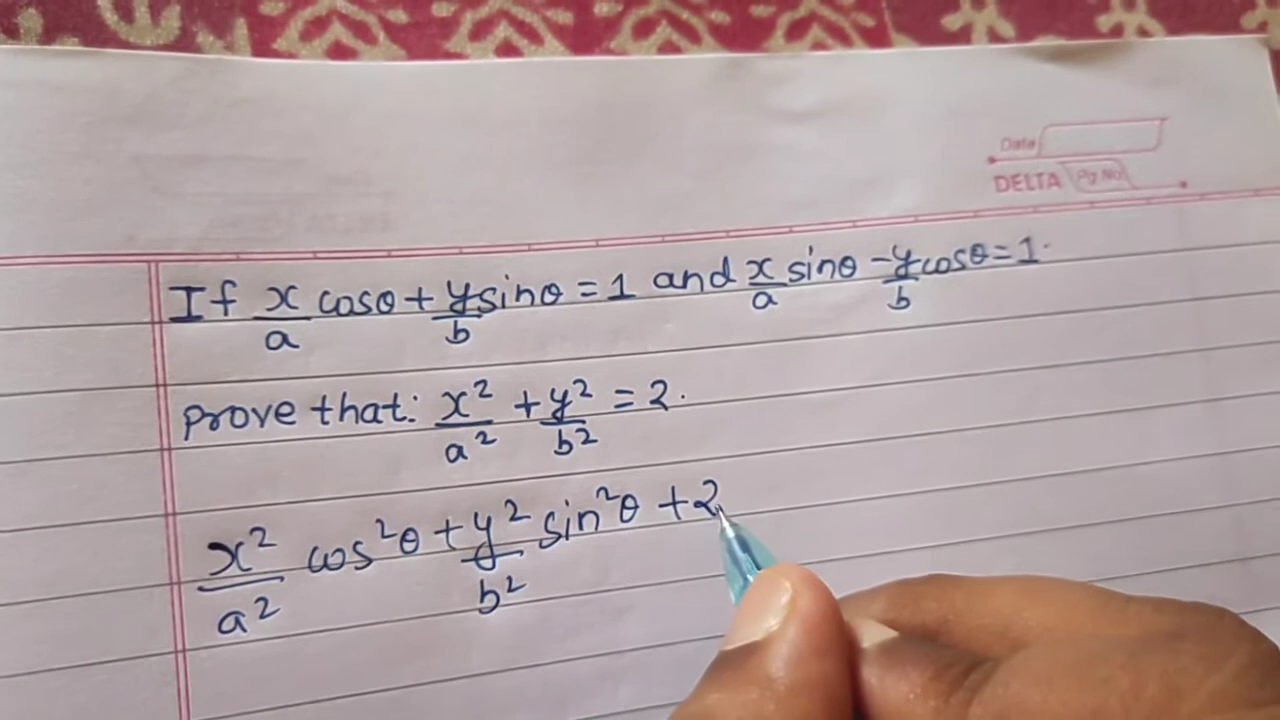 Date
DELTA Pg No
If x/a cosθ + y/b sinθ = 1 and x/a sinθ - y/b cosθ = 1.
prove that: x²/a² + y²/b² = 2.
x²/a² cos²θ + y²/b² sin²θ + 2